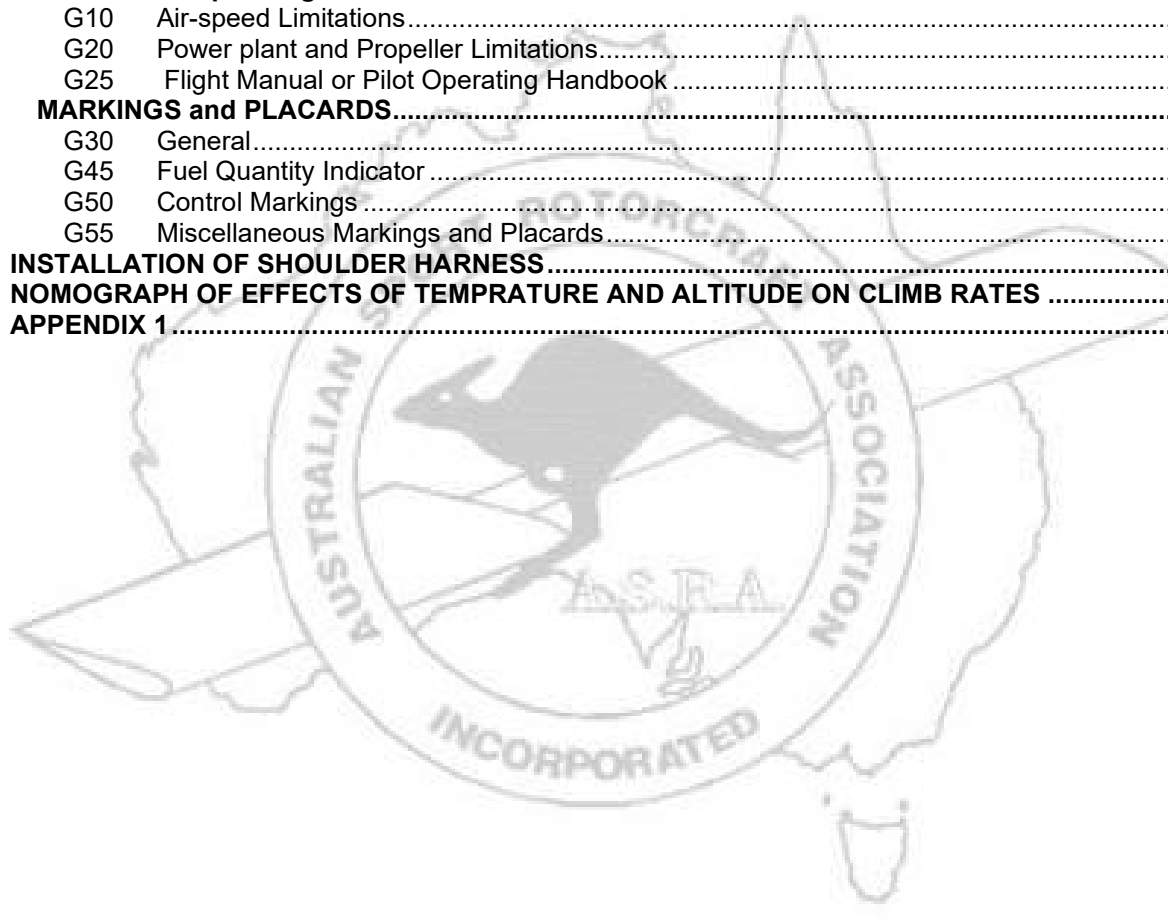 G10 Air-speed Limitations
G20 Power plant and Propeller Limitations
G25 Flight Manual or Pilot Operating Handbook
MARKINGS and PLACARDS
G30 General
G45 Fuel Quantity Indicator
G50 Control Markings
G55 Miscellaneous Markings and Placards
INSTALLATION OF SHOULDER HARNESS
NOMOGRAPH OF EFFECTS OF TEMPRATURE AND ALTITUDE ON CLIMB RATES
APPENDIX 1
AUSTRALIAN SPORT ROTORCRAFT ASSOCIATION
A.S.R.A.
INCORPORATED